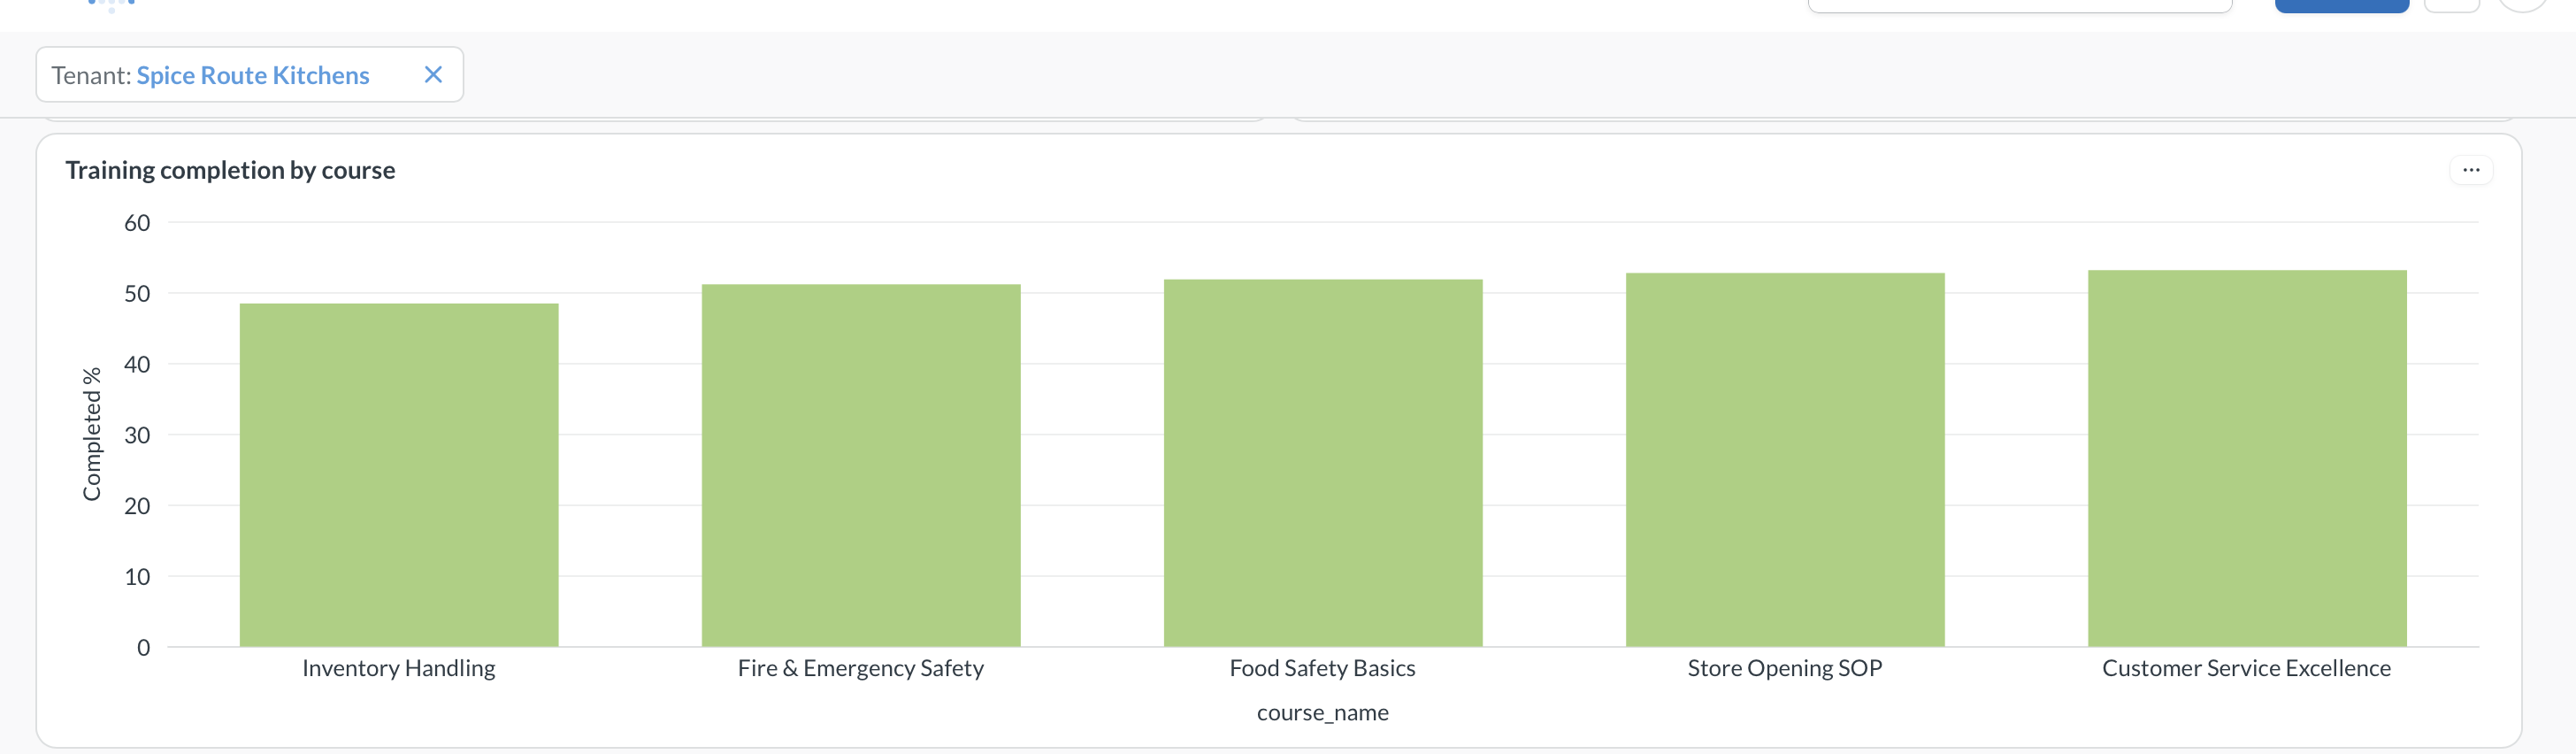 Tenant: Spice Route Kitchens
Training completion by course
60
50
40
30
20
10
0
Completed %
Inventory Handling
Fire & Emergency Safety
Food Safety Basics
Store Opening SOP
Customer Service Excellence
course_name